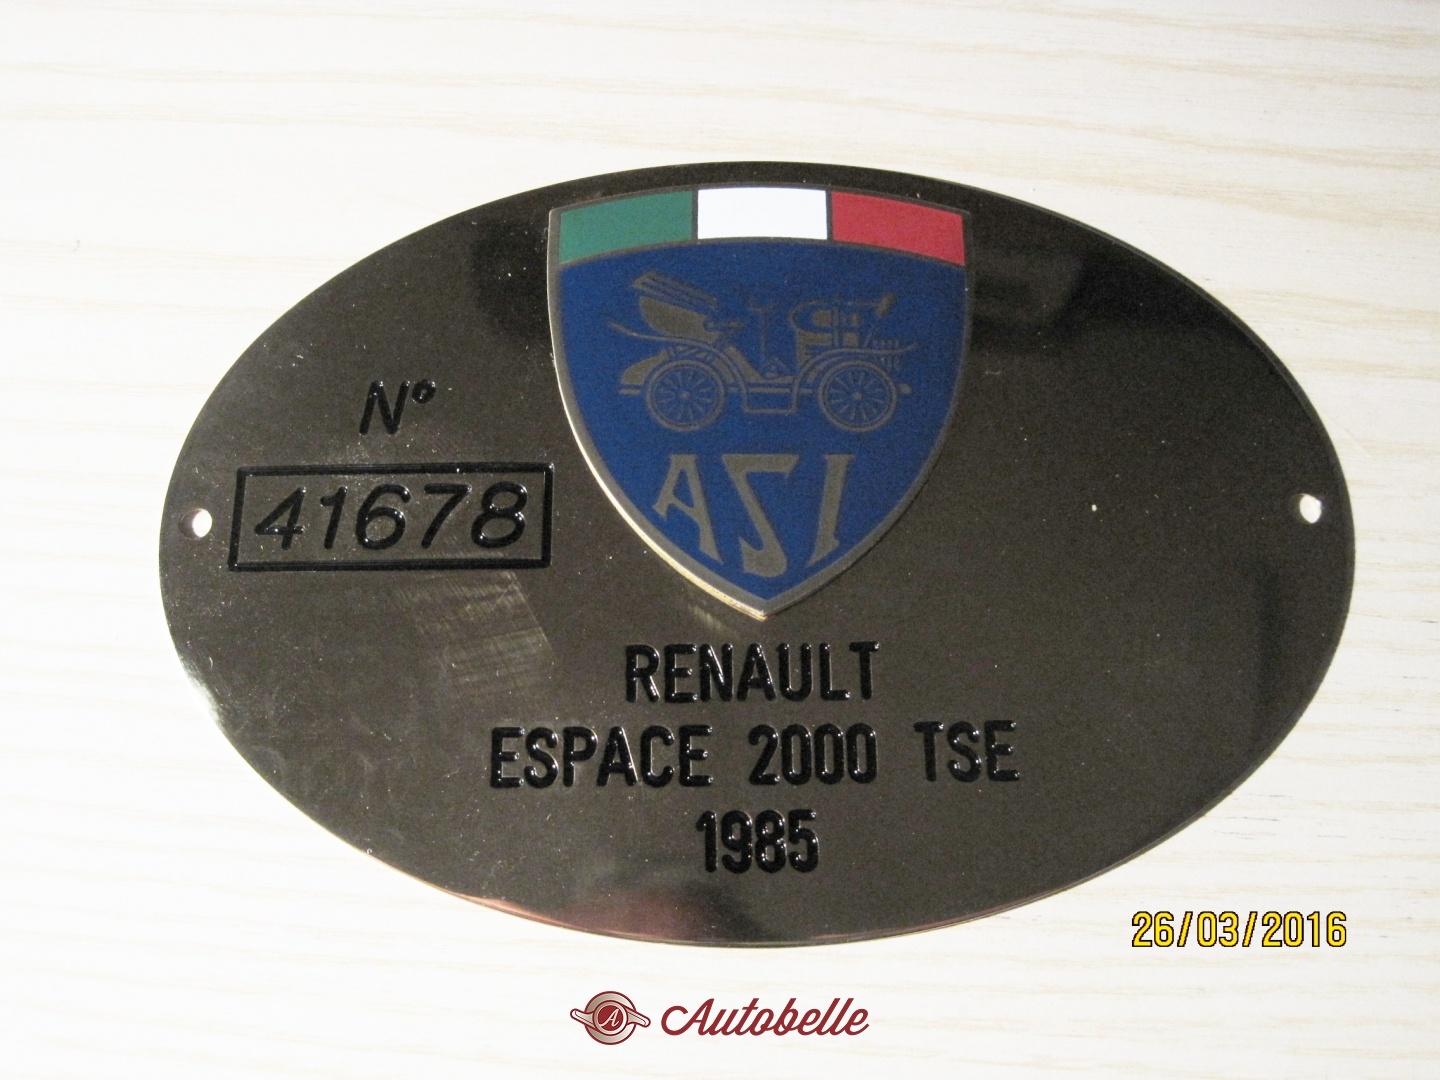 N°
41678
ASI
RENAULT
ESPACE 2000 TSE
1985
26/03/2016
A Autobelle